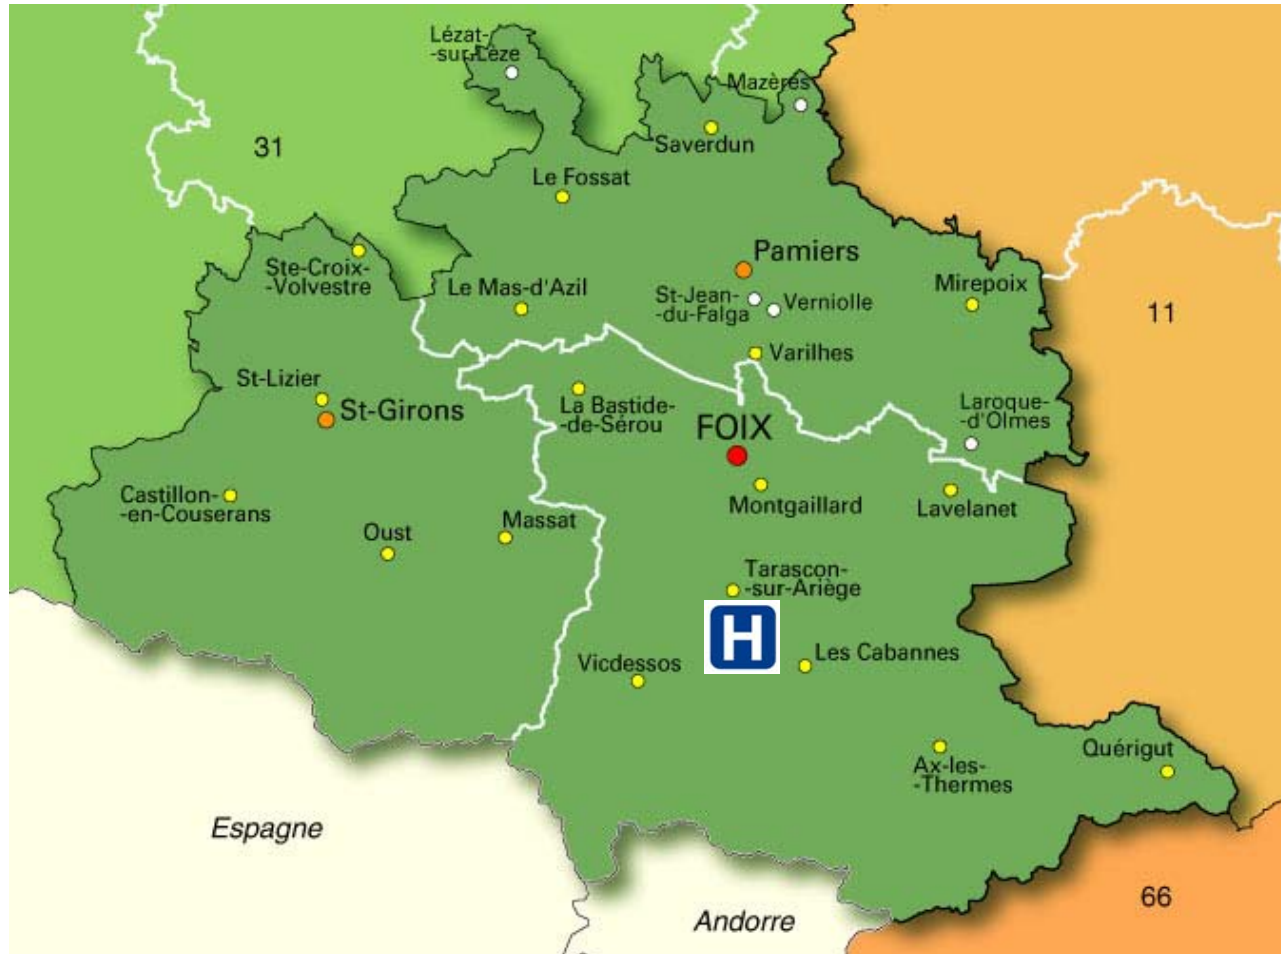 Lézat-
-sur-Lèze
Mazères
Saverdun
31
Le Fossat
Pamiers
Ste-Croix-
-Volvestre
Le Mas-d'Azil
St-Jean-
-du-Falga
Verniolle
Mirepoix
11
Varilhes
St-Lizier
St-Girons
La Bastide-
-de-Sérou
FOIX
Laroque-
-d'Olmes
Castillon-
-en-Couserans
Oust
Massat
Montgaillard
Lavelanet
Tarascon-
-sur-Ariège
H
Vicdessos
Les Cabannes
Ax-les-
-Thermes
Quérigut
Espagne
Andorre
66